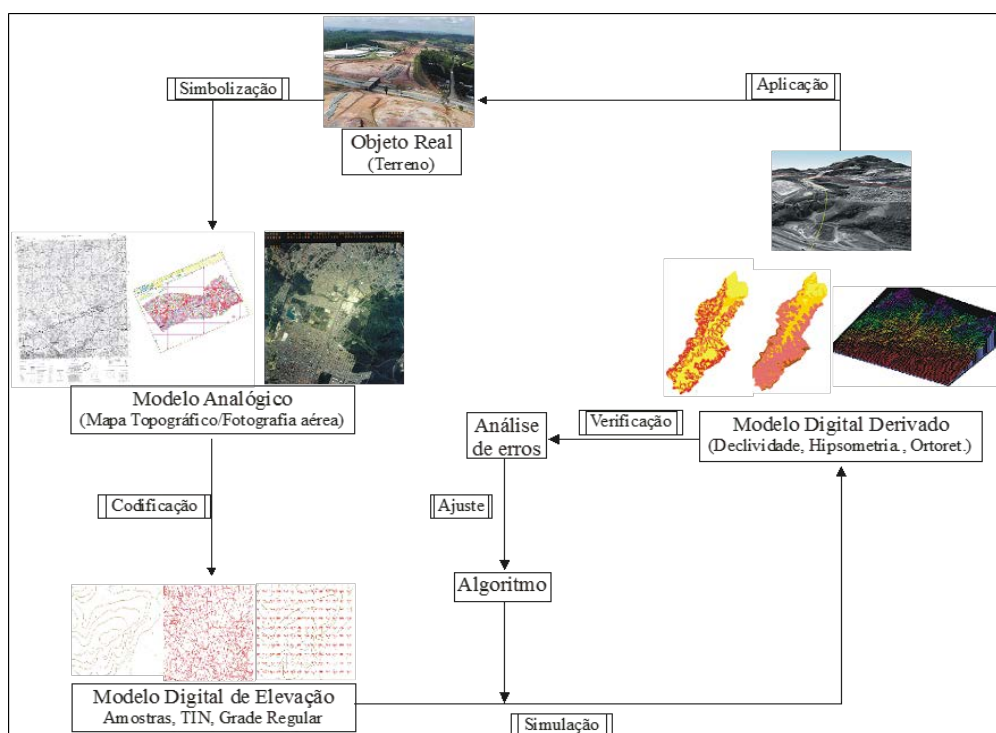 Simbolização
Aplicação
Objeto Real
(Terreno)
Modelo Analógico
(Mapa Topográfico/Fotografia aérea)
Análise
de erros
Verificação
Modelo Digital Derivado
(Declividade, Hipsometria., Ortoret.)
Codificação
Ajuste
Algoritmo
Modelo Digital de Elevação
Amostras, TIN, Grade Regular
Simulação